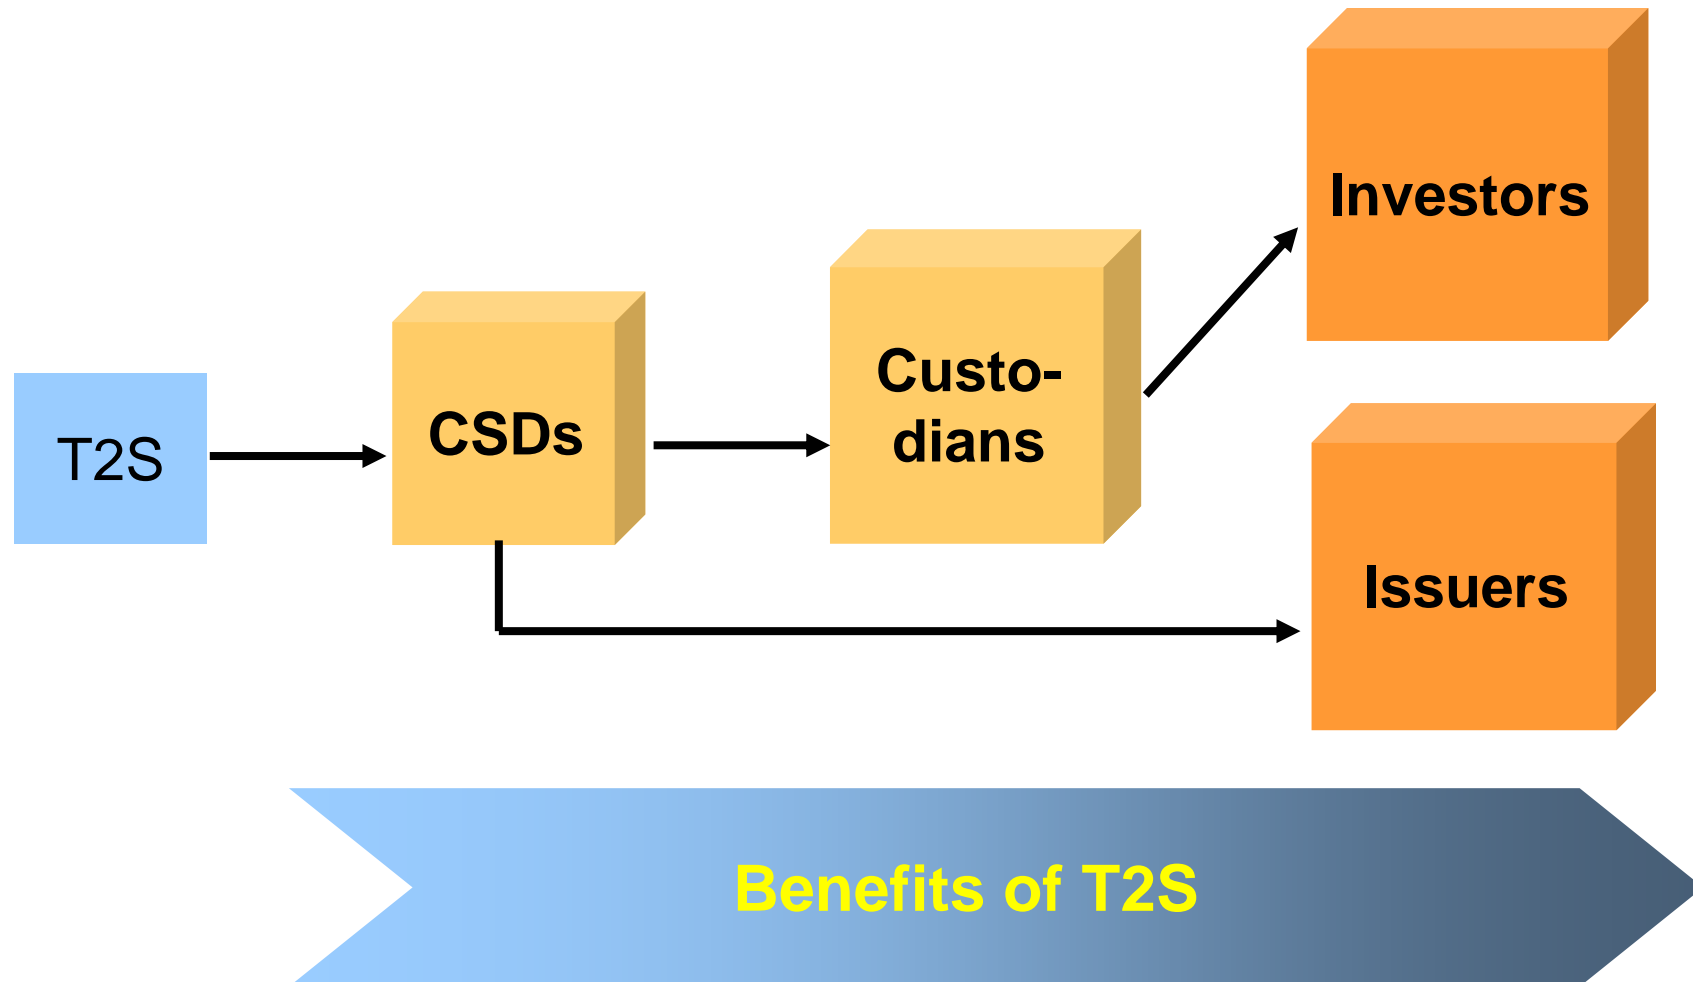 T2S
CSDs
Custo-
dians
Investors
Issuers
Benefits of T2S